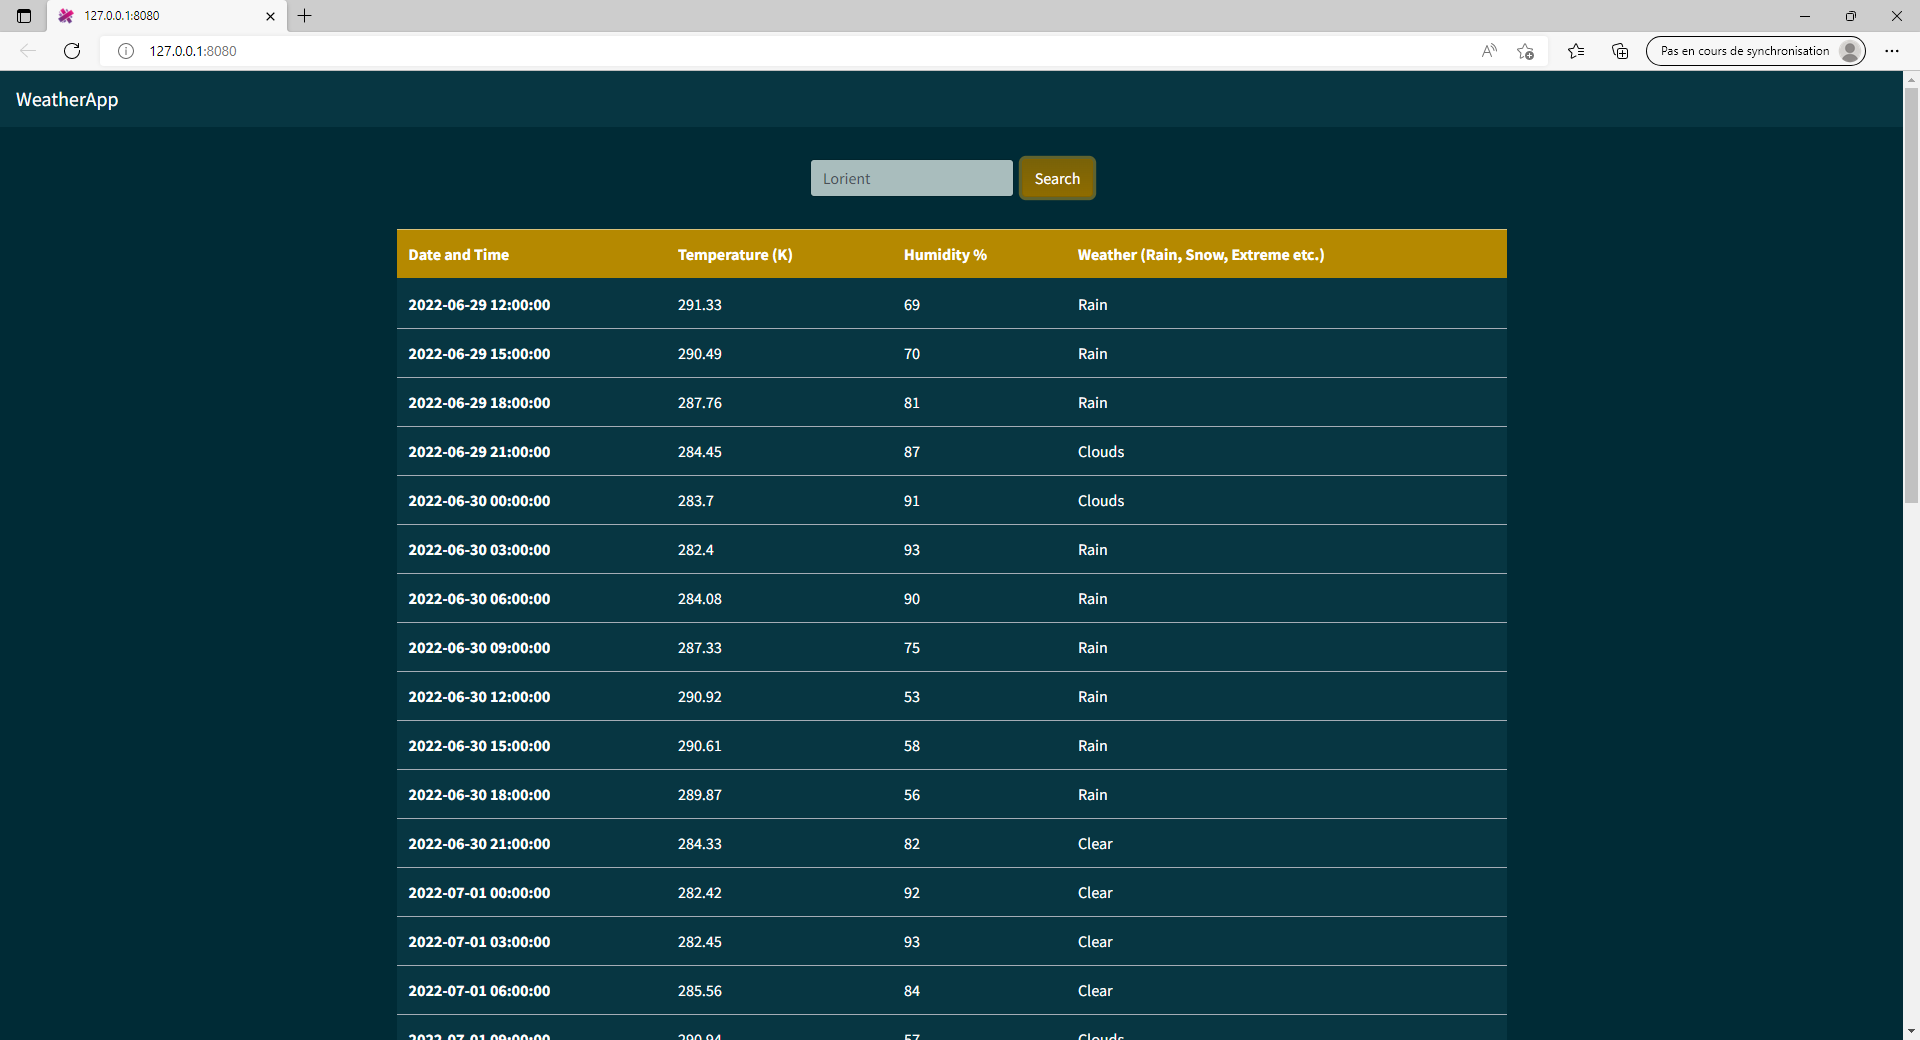 127.0.0.1:8080
127.0.0.1:8080
Pas en cours de synchronisation
WeatherApp
Lorient Search
Date and Time Temperature (K) Humidity % Weather (Rain, Snow, Extreme etc.)
2022-06-29 12:00:00 291.33 69 Rain
2022-06-29 15:00:00 290.49 70 Rain
2022-06-29 18:00:00 287.76 81 Rain
2022-06-29 21:00:00 284.45 87 Clouds
2022-06-30 00:00:00 283.7 91 Clouds
2022-06-30 03:00:00 282.4 93 Rain
2022-06-30 06:00:00 284.08 90 Rain
2022-06-30 09:00:00 287.33 75 Rain
2022-06-30 12:00:00 290.92 53 Rain
2022-06-30 15:00:00 290.61 58 Rain
2022-06-30 18:00:00 289.87 56 Rain
2022-06-30 21:00:00 284.33 82 Clear
2022-07-01 00:00:00 282.42 92 Clear
2022-07-01 03:00:00 282.45 93 Clear
2022-07-01 06:00:00 285.56 84 Clear
2022-07-01 09:00:00 290.94 57 Clouds